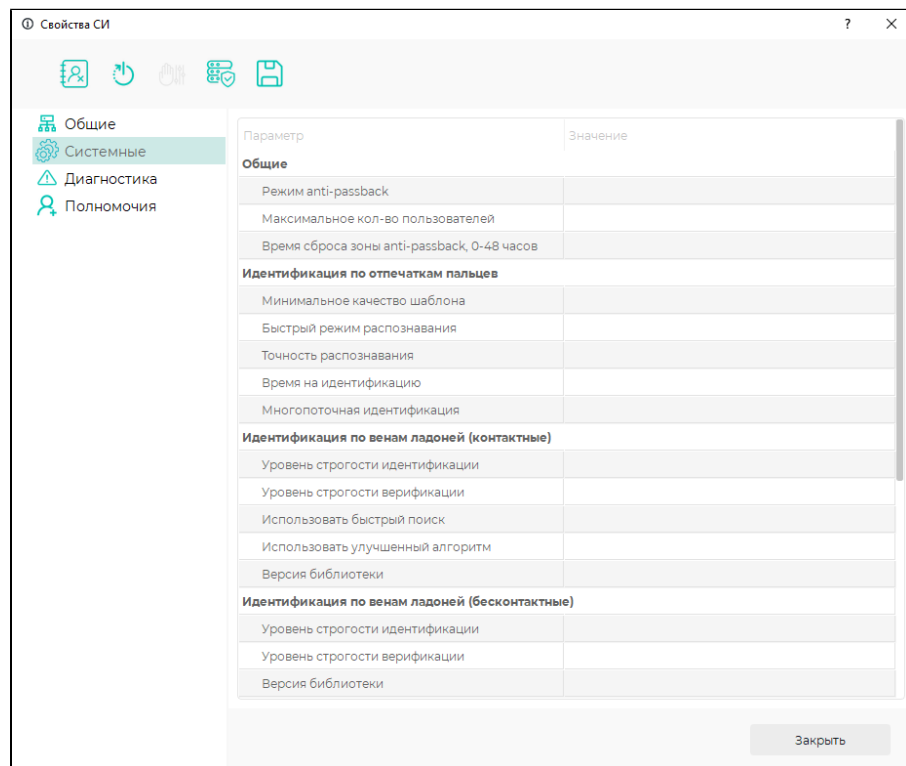 Свойства СИ
?
Общие
Системные
Диагностика
Полномочия
Параметр Значение
Общие
Режим anti-passback
Максимальное кол-во пользователей
Время сброса зоны anti-passback, 0-48 часов
Идентификация по отпечаткам пальцев
Минимальное качество шаблона
Быстрый режим распознавания
Точность распознавания
Время на идентификацию
Многопоточная идентификация
Идентификация по венам ладоней (контактные)
Уровень строгости идентификации
Уровень строгости верификации
Использовать быстрый поиск
Использовать улучшенный алгоритм
Версия библиотеки
Идентификация по венам ладоней (бесконтактные)
Уровень строгости идентификации
Уровень строгости верификации
Версия библиотеки
Закрыть